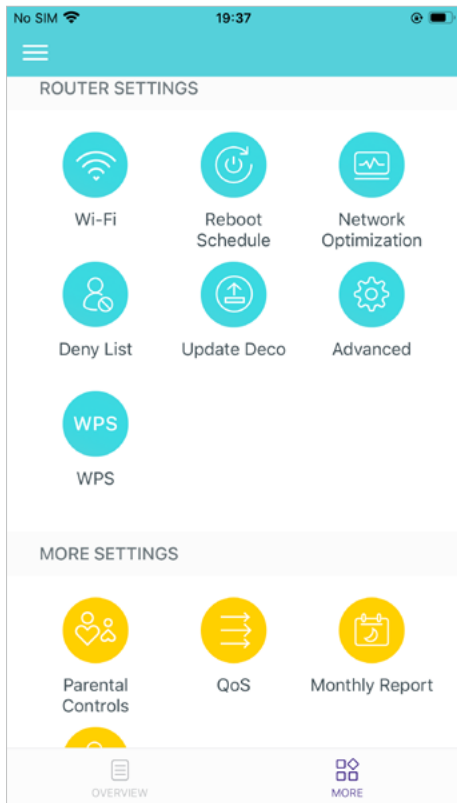 No SIM 19:37
ROUTER SETTINGS
Wi-Fi
Reboot
Schedule
Network
Optimization
Deny List
Update Deco
Advanced
WPS
WPS
MORE SETTINGS
Parental
Controls
QoS
Monthly Report
OVERVIEW
MORE